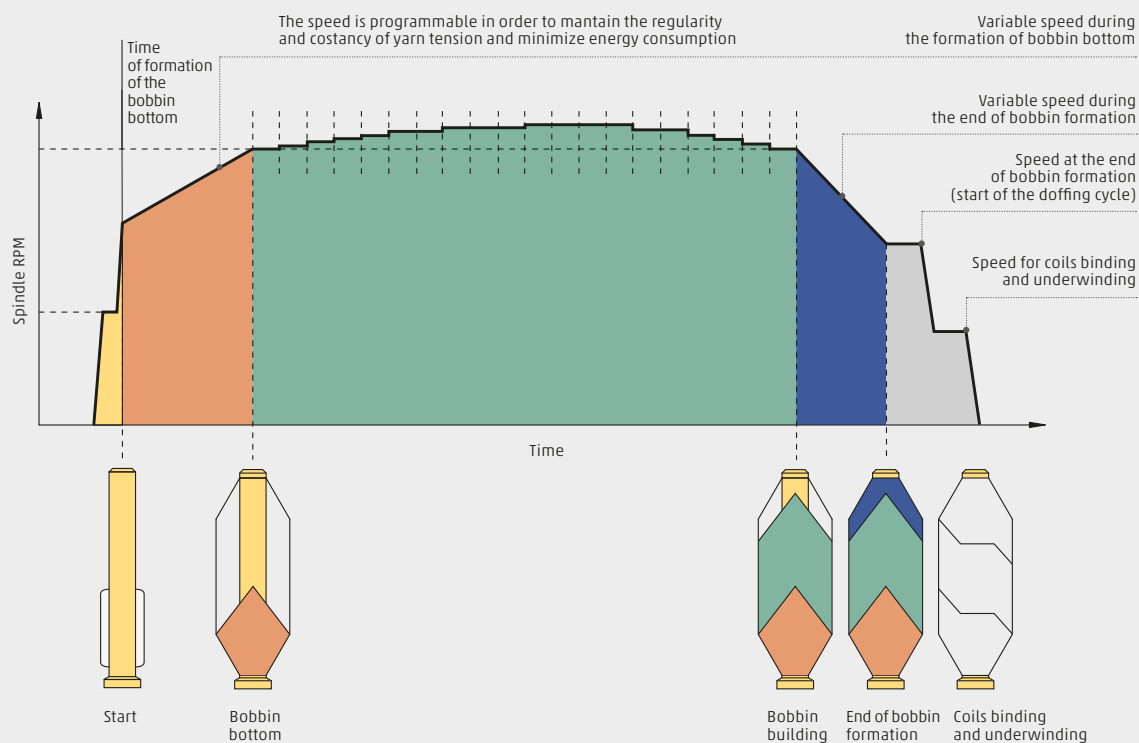 The speed is programmable in order to mantain the regularity
and costancy of yarn tension and minimize energy consumption
Variable speed during
the formation of bobbin bottom
Time
of formation
of the
bobbin
bottom
Variable speed during
the end of bobbin formation
Speed at the end
of bobbin formation
(start of the doffing cycle)
Speed for coils binding
and underwinding
Spindle RPM
Time
Start
Bobbin
bottom
Bobbin
building
End of bobbin
formation
Coils binding
and underwinding